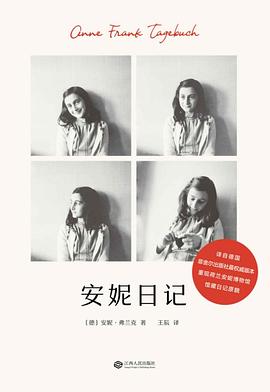 Anne Frank Tagebuch
译自德国
菲舍尔出版社最权威版本
重现荷兰安妮博物馆
馆藏日记原貌
安妮日记
［德］安妮·弗兰克 著 王辰 译
江西人民出版社